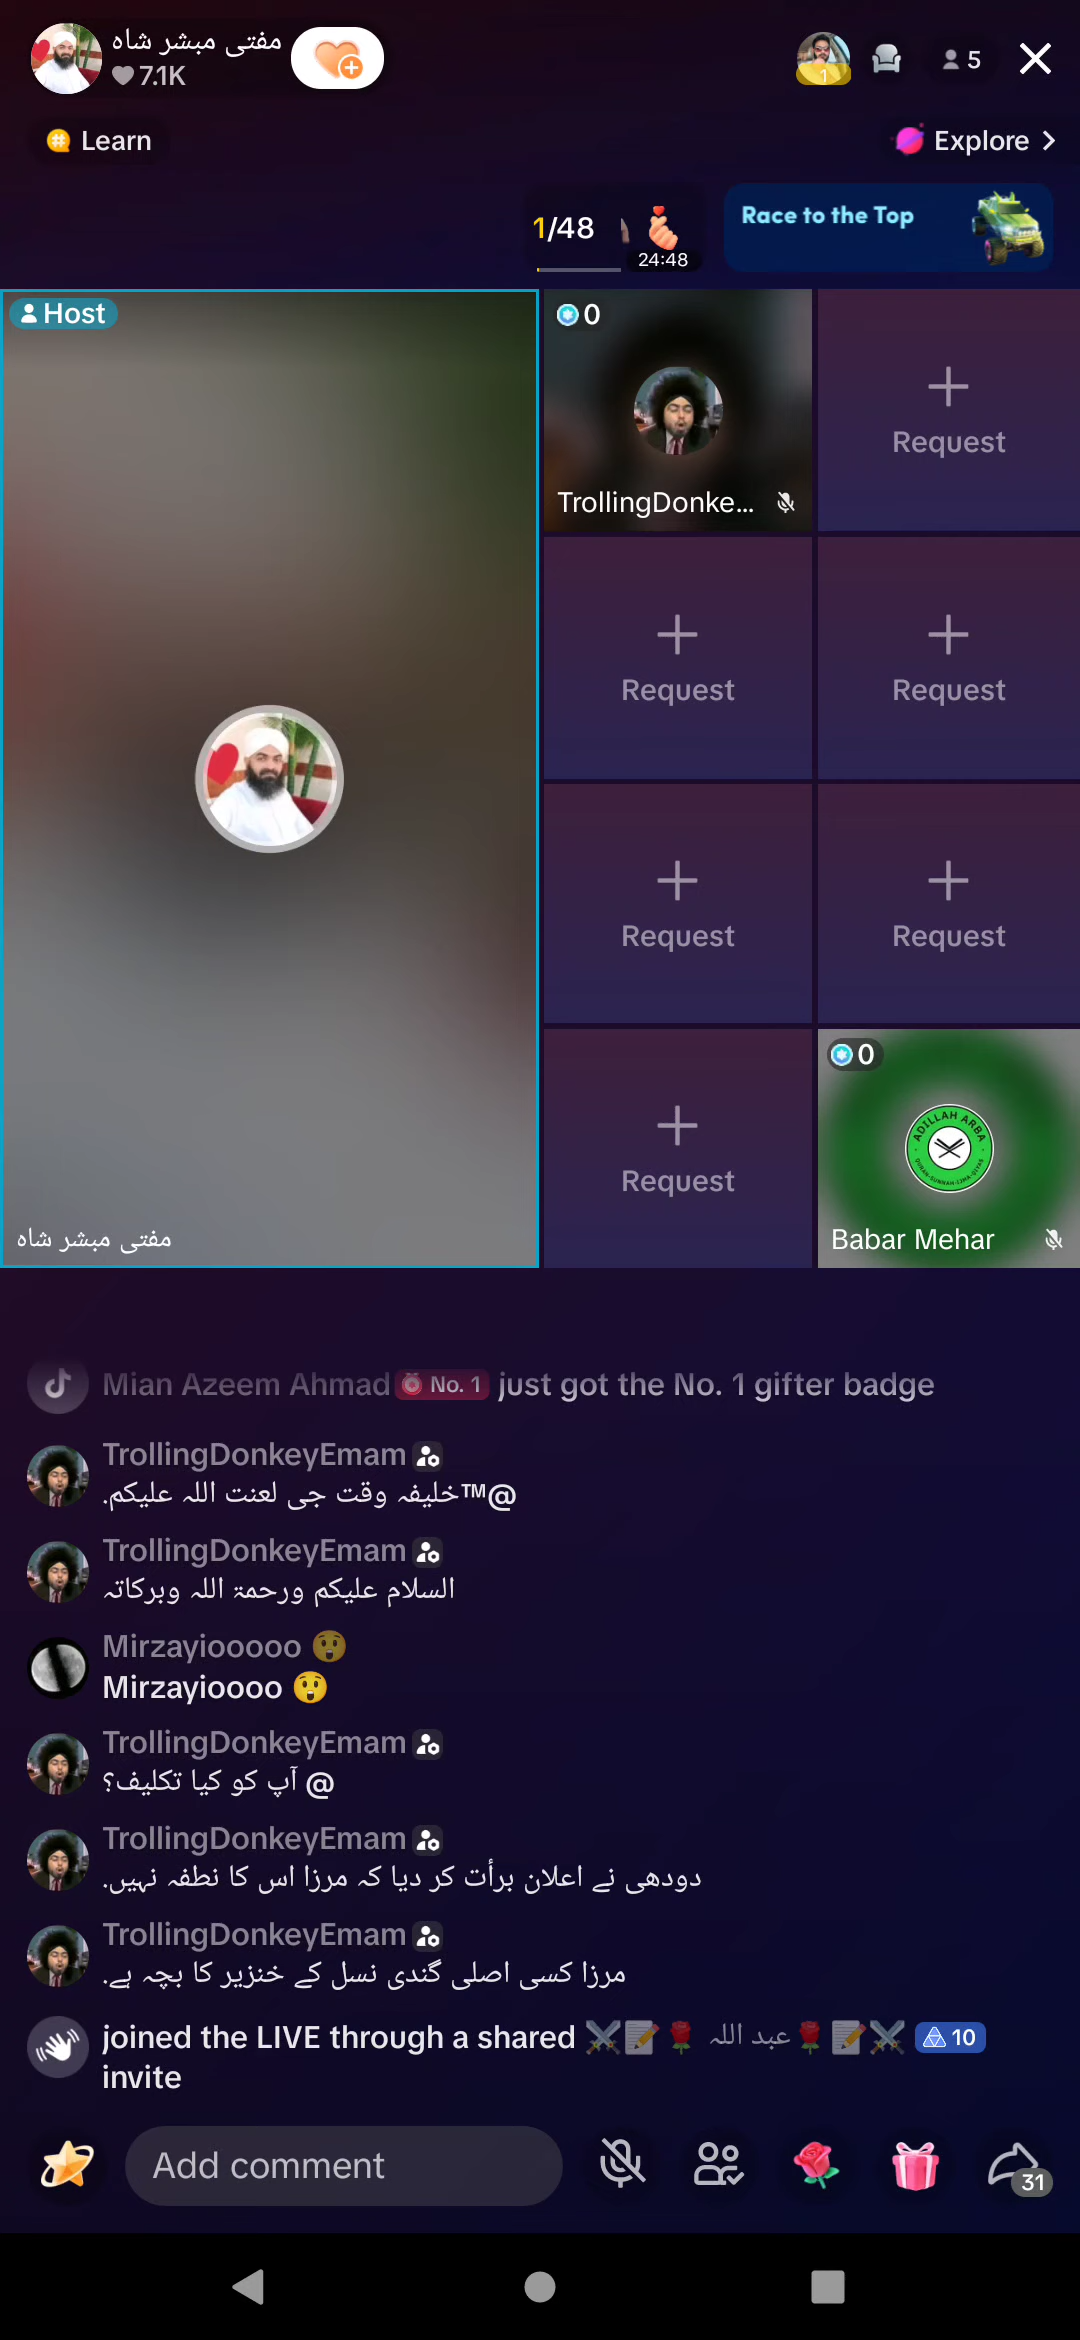 مفتی مبشر شاہ
7.1K
1
5
Learn
Explore
1/48
24:48
Race to the Top
Host
0
TrollingDonke...
Request
Request
Request
Request
Request
Request
0
ADILLAH ARBA
Babar Mehar
مفتی مبشر شاہ
Mian Azeem Ahmad No. 1 just got the No. 1 gifter badge
TrollingDonkeyEmam
@™خلیفہ وقت جی لعنت اللہ علیکم.
TrollingDonkeyEmam
السلام علیکم ورحمۃ اللہ وبرکاتہ
Mirzayiooooo 😲
Mirzayioooo 😲
TrollingDonkeyEmam
@ آپ کو کیا تکلیف؟
TrollingDonkeyEmam
دودھی نے اعلان برأت کر دیا کہ مرزا اس کا نطفہ نہیں.
TrollingDonkeyEmam
مرزا کسی اصلی گندی نسل کے خنزیر کا بچہ ہے.
joined the LIVE through a shared ⚔️📝🌹عبد اللہ🌹📝⚔️ 10
invite
Add comment
31